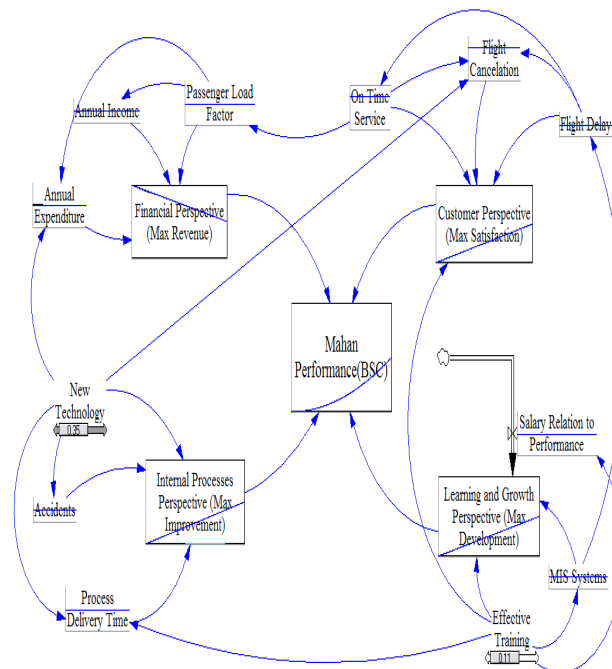 Flight
Cancelation
Passenger Load
Factor
On Time
Service
Annual Income
Flight Delay
Annual
Expenditure
Financial Perspective
(Max Revenue)
Customer Perspective
(Max Satisfaction)
Mahan
Performance(BSC)
New
Technology
0.35
Salary Relation to
Performance
Internal Processes
Perspective (Max
Improvement)
Learning and Growth
Perspective (Max
Development)
Accidents
MIS Systems
Process
Delivery Time
Effective
Training
0.11